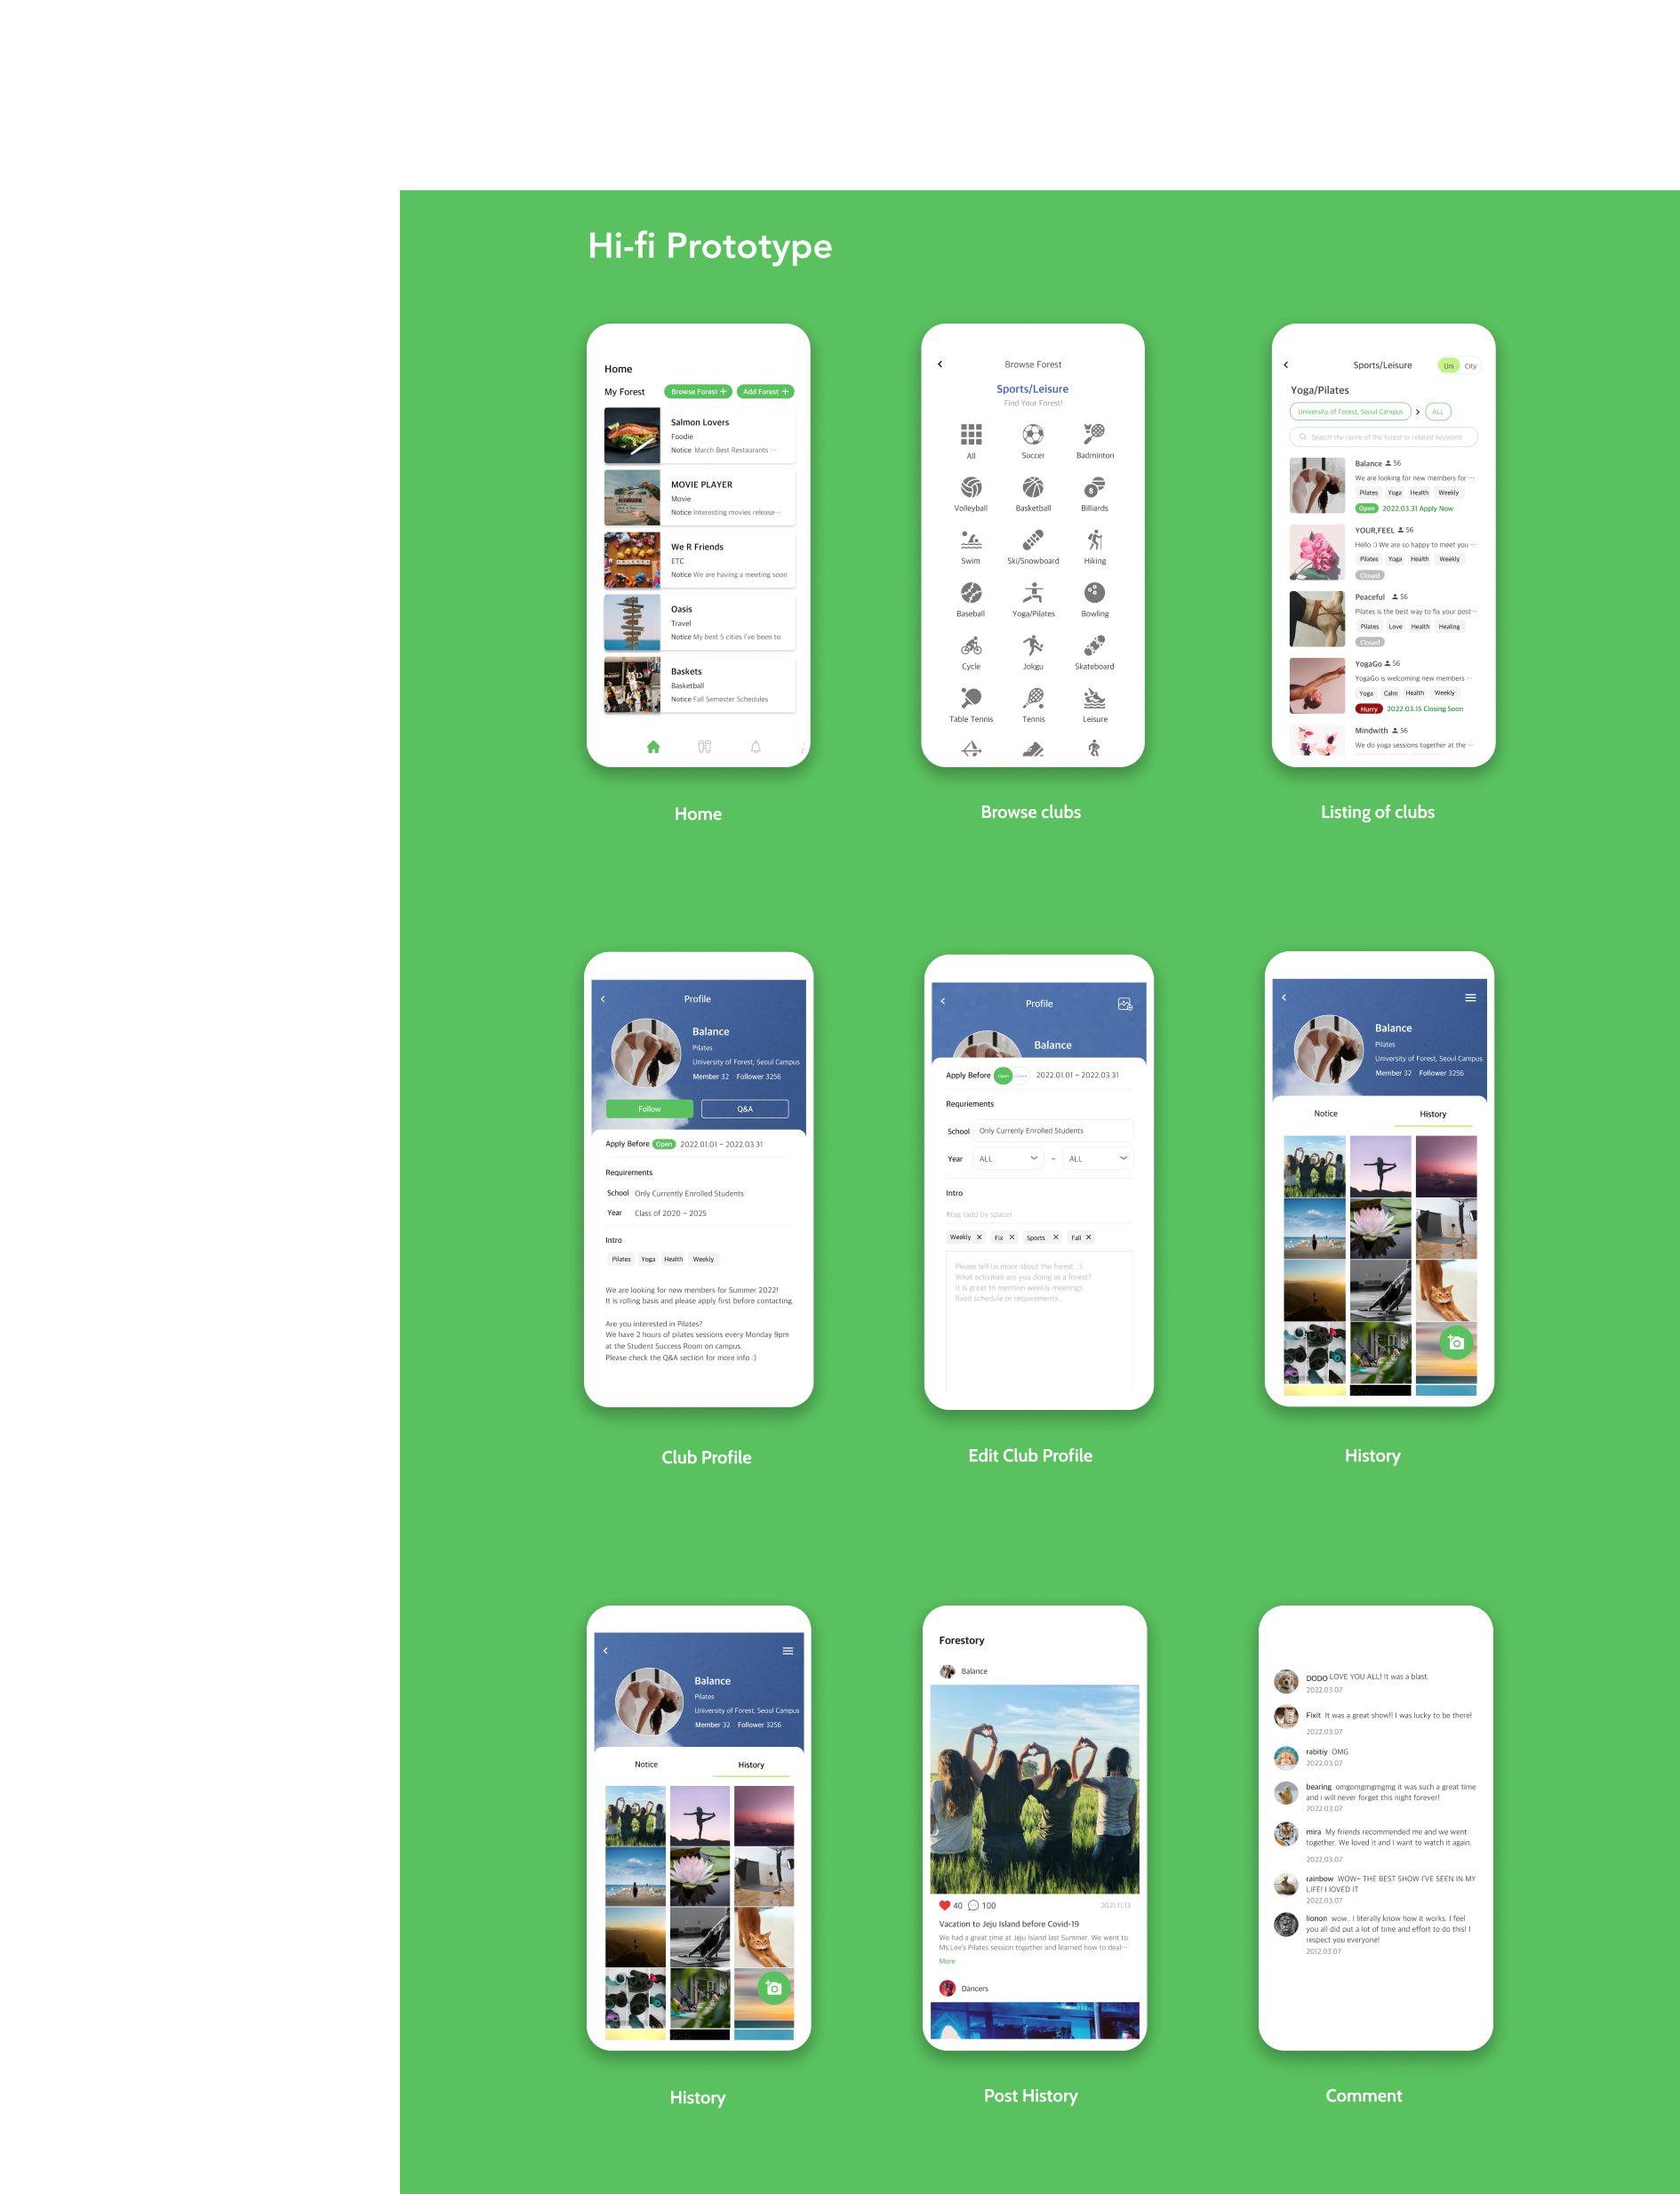 Hi-fi Prototype
Home
My Forest
Browse Forest +
Add Forest +
Salmon Lovers
Foodie
Notice March Best Restaurants ···
MOVIE PLAYER
Movie
Notice Interesting movies release···
We R Friends
ETC
Notice We are having a meeting soon
Oasis
Travel
Notice My best 5 cities I've been to
Baskets
Basketball
Notice Fall Semester Schedules
Home
Browse Forest
Sports/Leisure
Find Your Forest!
All
Soccer
Badminton
Volleyball
Basketball
Billiards
Swim
Ski/Snowboard
Hiking
Baseball
Yoga/Pilates
Bowling
Cycle
Jokgu
Skateboard
Table Tennis
Tennis
Leisure
Browse clubs
Sports/Leisure
Uni
City
Yoga/Pilates
University of Forest, Seoul Campus
ALL
Search the name of the forest or related keyword
Balance 56
We are looking for new members for ···
Pilates Yoga Health Weekly
Open 2022.03.31 Apply Now
YOUR,FEEL 56
Hello :) We are so happy to meet you ···
Pilates Yoga Health Weekly
Closed
Peaceful 56
Pilates is the best way to fix your post···
Pilates Love Health Healing
Closed
YogaGo 56
YogaGo is welcoming new members ···
Yoga Calm Health Weekly
Hurry 2022.03.15 Closing Soon
Mindwith 56
We do yoga sessions together at the ···
Listing of clubs
Profile
Balance
Pilates
University of Forest, Seoul Campus
Member 32 Follower 3256
Follow
Q&A
Apply Before Open 2022.01.01 ~ 2022.03.31
Requirements
School Only Currently Enrolled Students
Year Class of 2020 ~ 2025
Intro
Pilates Yoga Health Weekly
We are looking for new members for Summer 2022!
It is rolling basis and please apply first before contacting.
Are you interested in Pilates?
We have 2 hours of pilates sessions every Monday 9pm
at the Student Success Room on campus.
Please check the Q&A section for more info :)
Club Profile
Profile
Balance
Apply Before Open Closed 2022.01.01 ~ 2022.03.31
Requriements
School Only Currenly Enrolled Students
Year ALL ~ ALL
Intro
#tag (add by space)
Weekly × Fix × Sports × Fall ×
Please tell us more about the forest. :)
What activities are you doing as a forest?
It is great to mention weekly meetings,
fixed schedule or requirements .
Edit Club Profile
Balance
Pilates
University of Forest, Seoul Campus
Member 32 Follower 3256
Notice
History
History
Balance
Pilates
University of Forest, Seoul Campus
Member 32 Follower 3256
Notice
History
History
Forestory
Balance
40 100
2021.11.13
Vacation to Jeju Island before Covid-19
We had a great time at Jeju Island last Summer. We went to
Ms.Lee's Pilates session together and learned how to deal···
More
Dancers
Post History
DODO LOVE YOU ALL! It was a blast.
2022.03.07
Fixit It was a great show!! I was lucky to be there!
2022.03.07
rabitiy OMG
2022.03.07
bearing omgomgmgmgmg it was such a great time
and i will never forget this night forever!
2022.03.07
mira My friends recommended me and we went
together. We loved it and I want to watch it again.
2022.03.07
rainbow WOW~ THE BEST SHOW I'VE SEEN IN MY
LIFE! I lOVED IT
2022.03.07
lionon wow.. I literally know how it works. I feel
you all did put a lot of time and effort to do this! I
respect you everyone!
2012.03.07
Comment